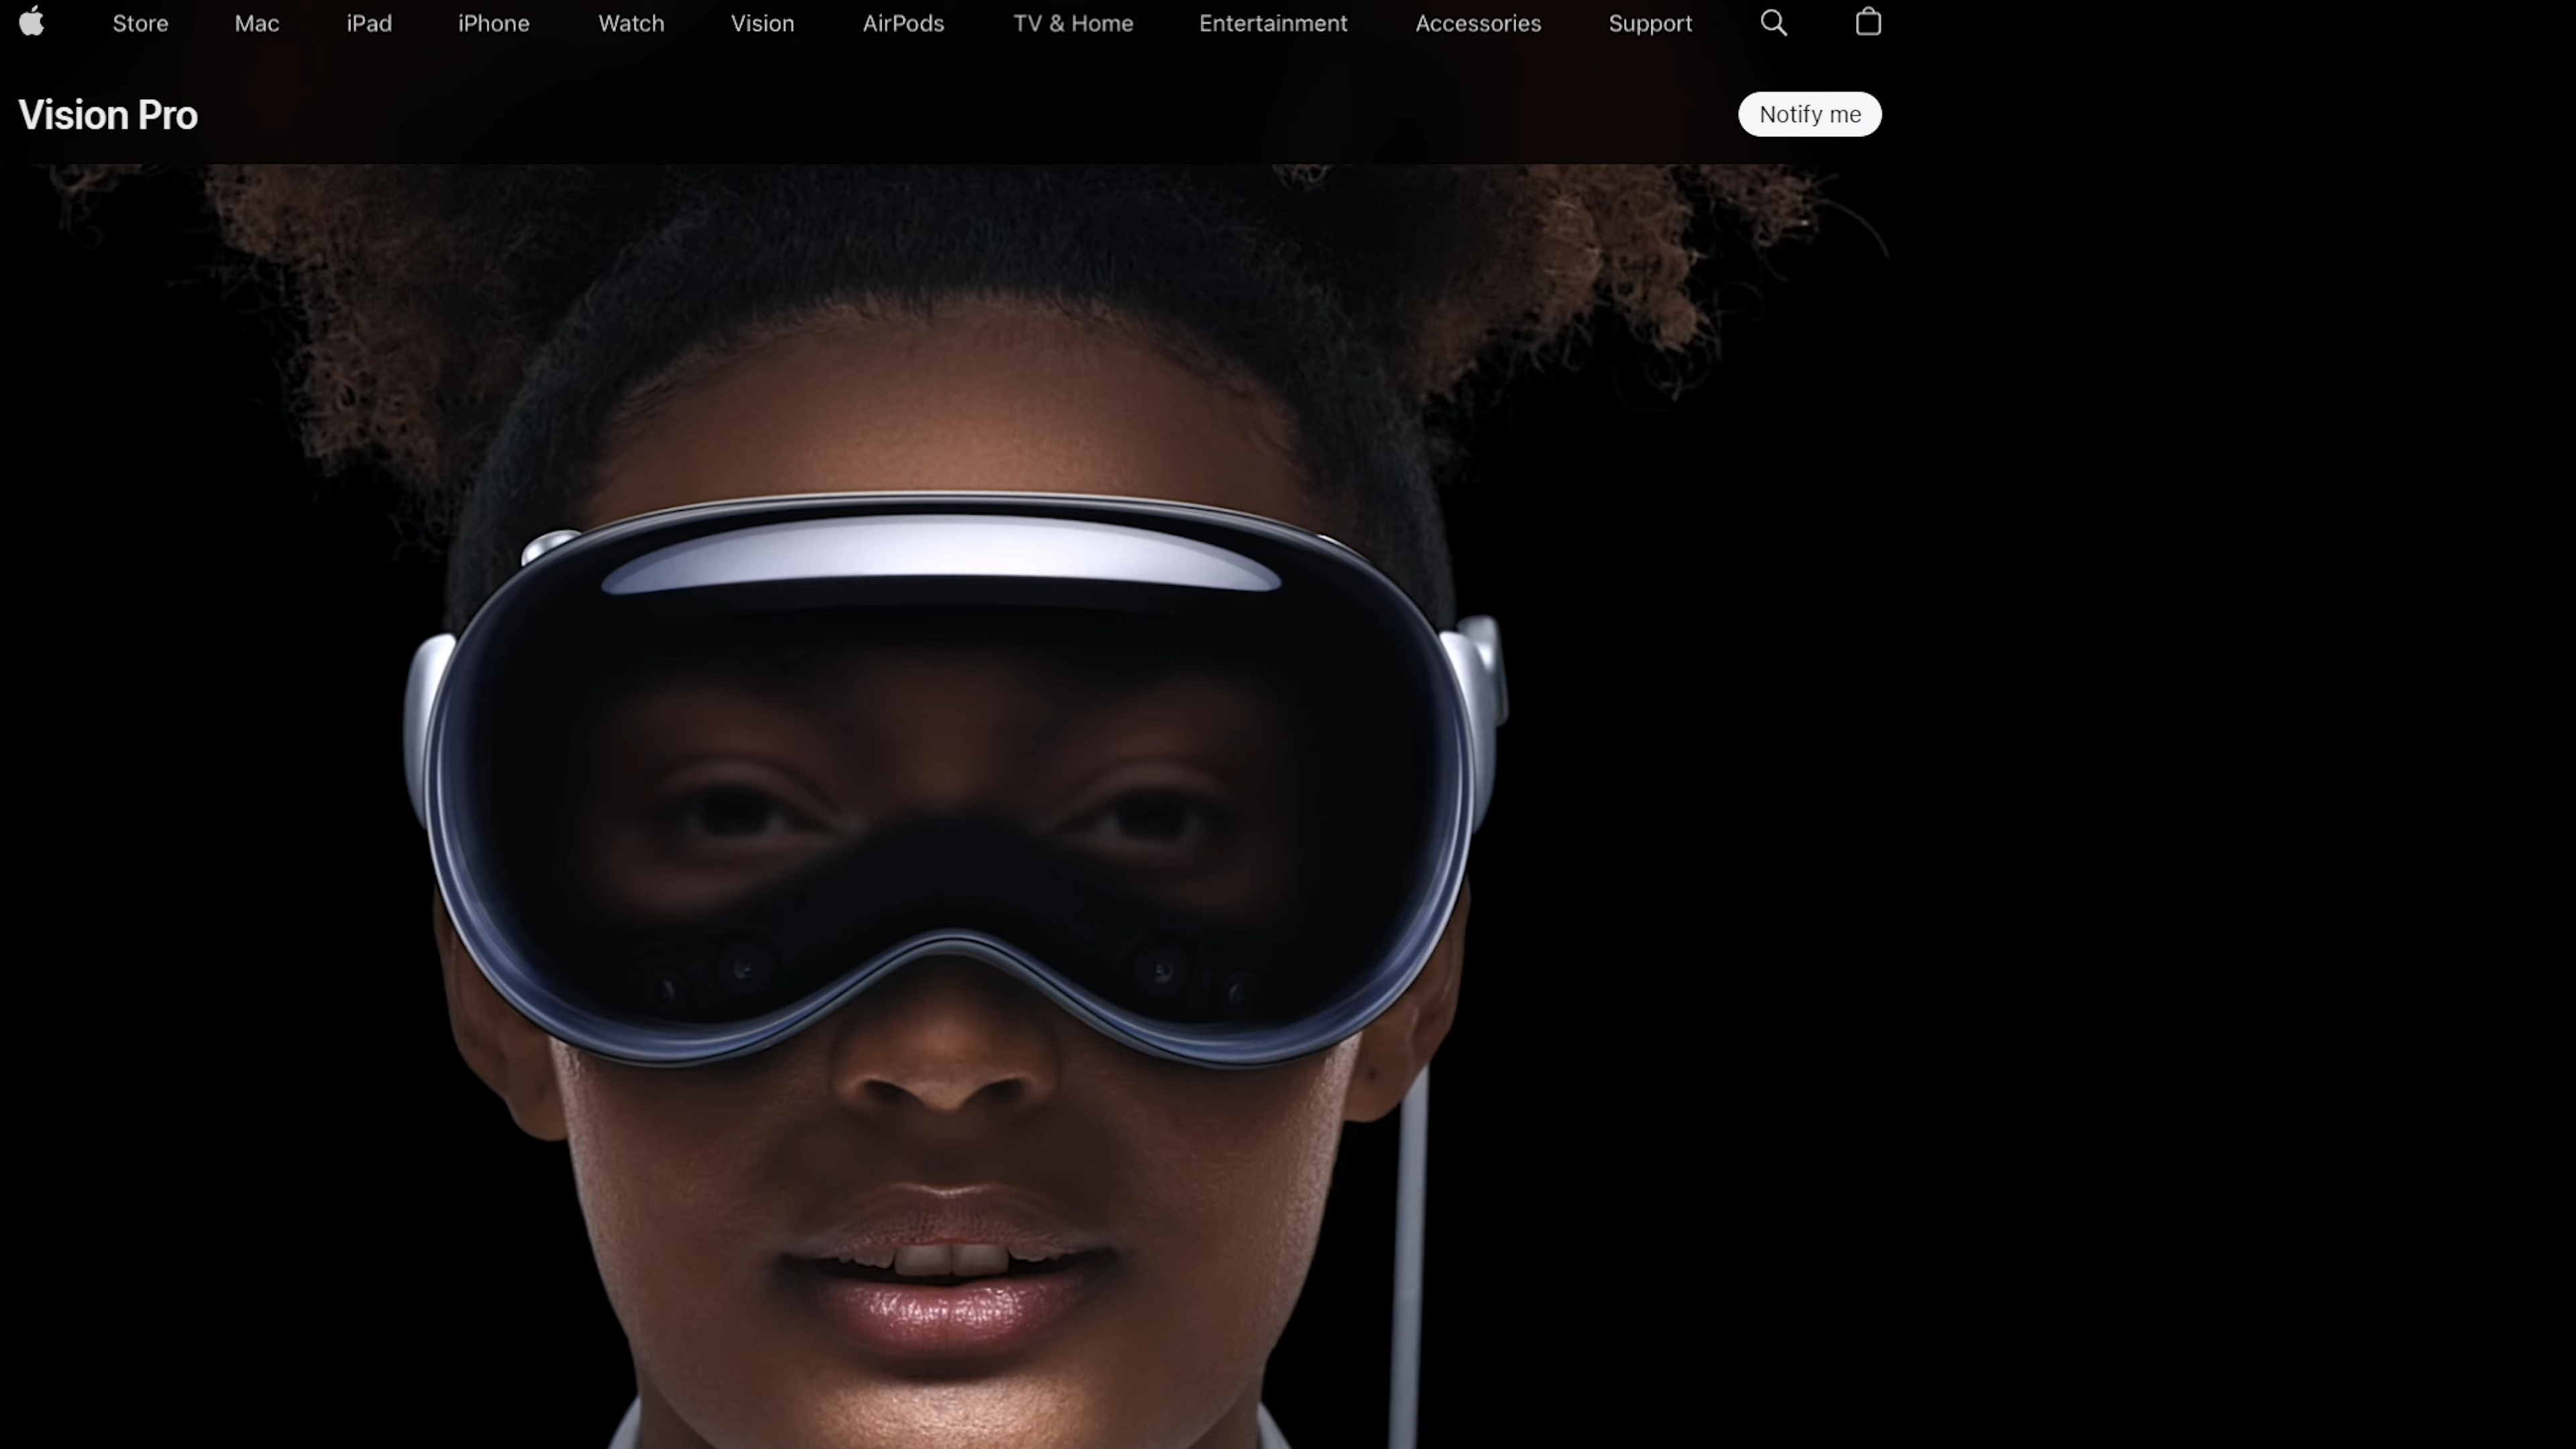 Store Mac iPad iPhone Watch Vision AirPods TV & Home Entertainment Accessories Support
Vision Pro
Notify me